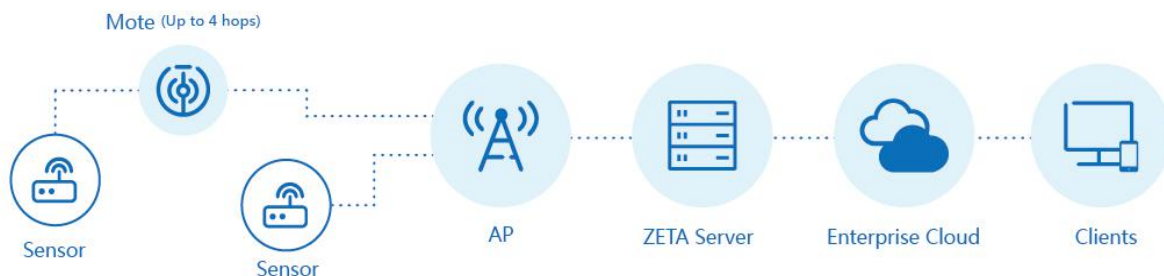 Mote (Up to 4 hops)
Sensor
Sensor
AP
ZETA Server
Enterprise Cloud
Clients